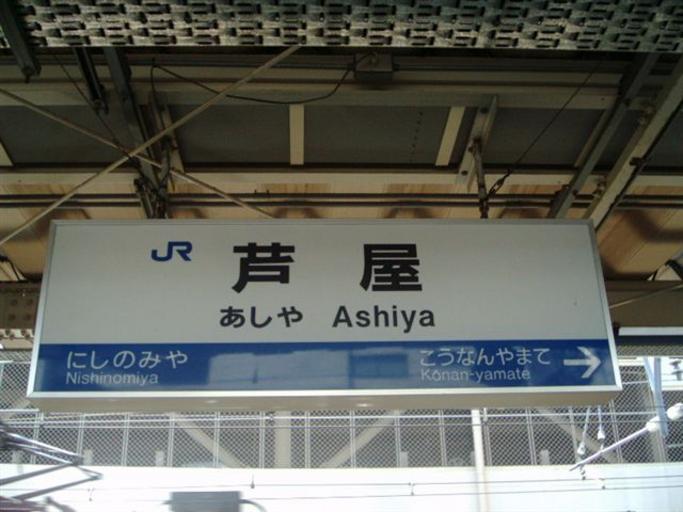 JR 芦屋
あしや Ashiya
にしのみや こうなんやまて
Nishinomiya Kōnan-yamate